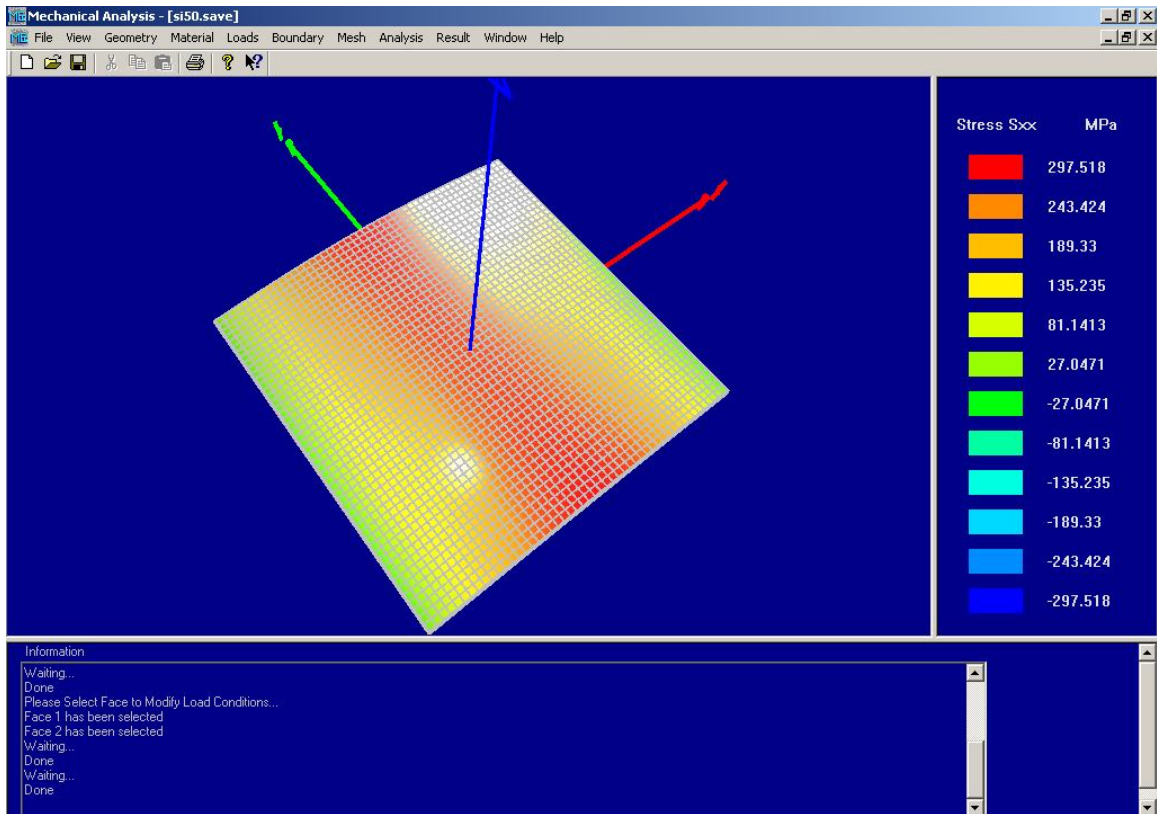 Mechanical Analysis - [si50.save]
File View Geometry Material Loads Boundary Mesh Analysis Result Window Help
Stress Sxx MPa
297.518
243.424
189.33
135.235
81.1413
27.0471
-27.0471
-81.1413
-135.235
-189.33
-243.424
-297.518
Information
Waiting...
Done
Please Select Face to Modify Load Conditions...
Face 1 has been selected
Face 2 has been selected
Waiting...
Done
Waiting...
Done